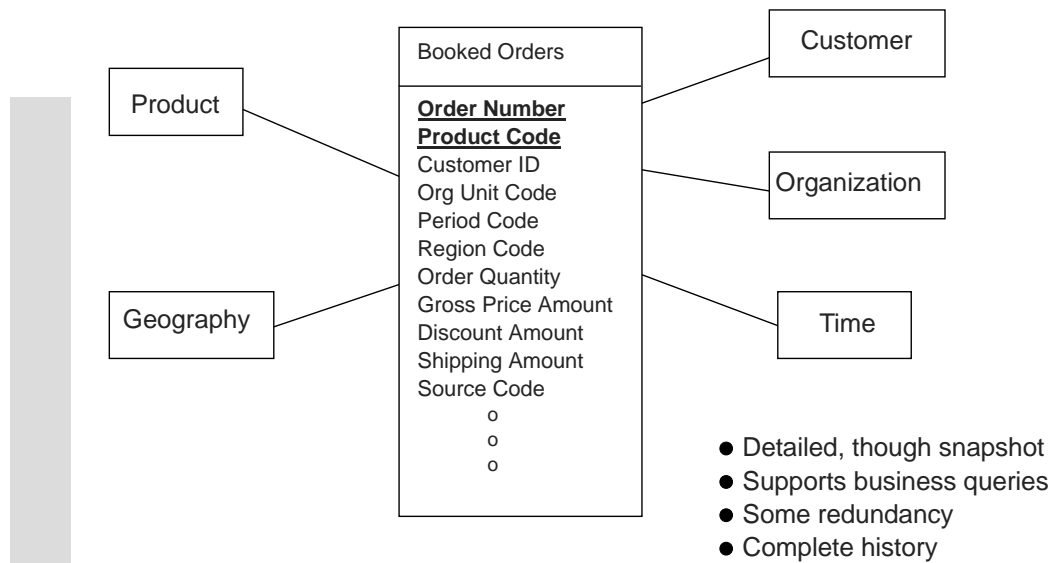 Product
Geography
Booked Orders
Order Number
Product Code
Customer ID
Org Unit Code
Period Code
Region Code
Order Quantity
Gross Price Amount
Discount Amount
Shipping Amount
Source Code
o
o
o
Customer
Organization
Time
● Detailed, though snapshot
● Supports business queries
● Some redundancy
● Complete history